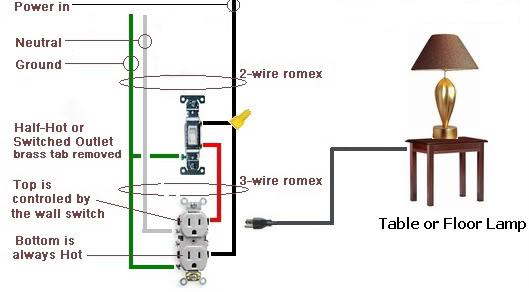 Power in
Neutral
Ground
2-wire romex
Half-Hot or
Switched Outlet
brass tab removed
3-wire romex
Top is
controled by
the wall switch
Bottom is
always Hot
Table or Floor Lamp